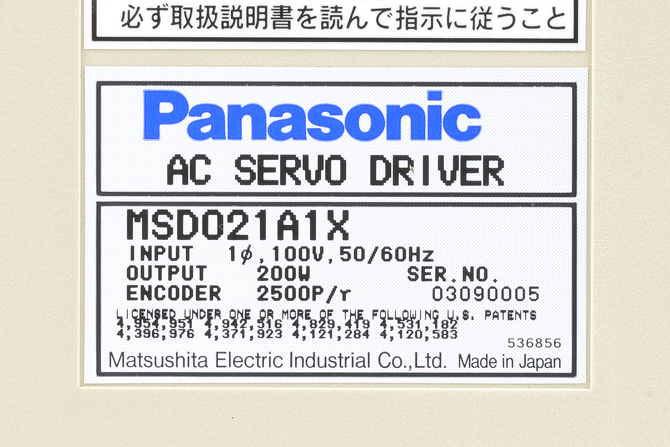 必ず取扱説明書を読んで指示に従うこと
Panasonic
AC SERVO DRIVER
MSD021A1X
INPUT 1ϕ,100V,50/60Hz
OUTPUT 200W SER.NO.
ENCODER 2500P/r 03090005
LICENSED UNDER ONE OR MORE OF THE FOLLOWING U.S. PATENTS
4,954,951 4,942,516 4,829,419 4,531,182
4,396,976 4,371,923 4,121,284 4,120,583
536856
Matsushita Electric Industrial Co.,Ltd. Made in Japan